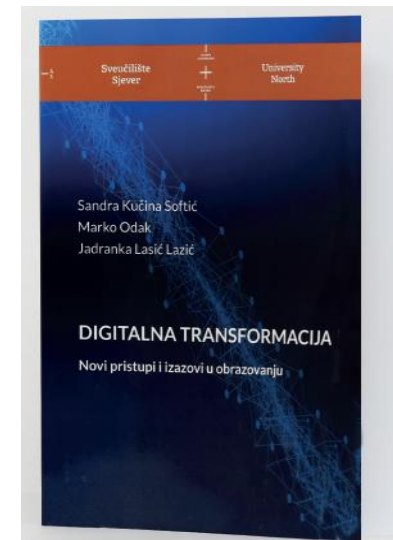 Sveučilište
Sjever
University
North
Sandra Kučina Softić
Marko Odak
Jadranka Lasić Lazić
DIGITALNA TRANSFORMACIJA
Novi pristupi i izazovi u obrazovanju